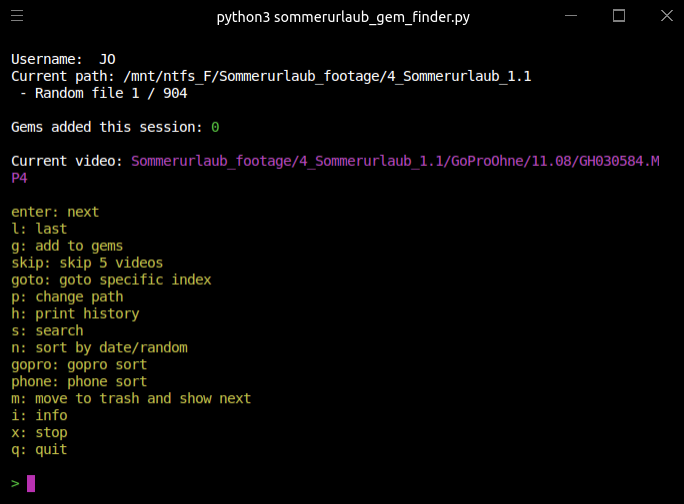 python3 sommerurlaub_gem_finder.py
Username:  JO
Current path: /mnt/ntfs_F/Sommerurlaub_footage/4_Sommerurlaub_1.1
 - Random file 1 / 904
Gems added this session: 0
Current video: Sommerurlaub_footage/4_Sommerurlaub_1.1/GoProOhne/11.08/GH030584.M
P4
enter: next
l: last
g: add to gems
skip: skip 5 videos
goto: goto specific index
p: change path
h: print history
s: search
n: sort by date/random
gopro: gopro sort
phone: phone sort
m: move to trash and show next
i: info
x: stop
q: quit
>